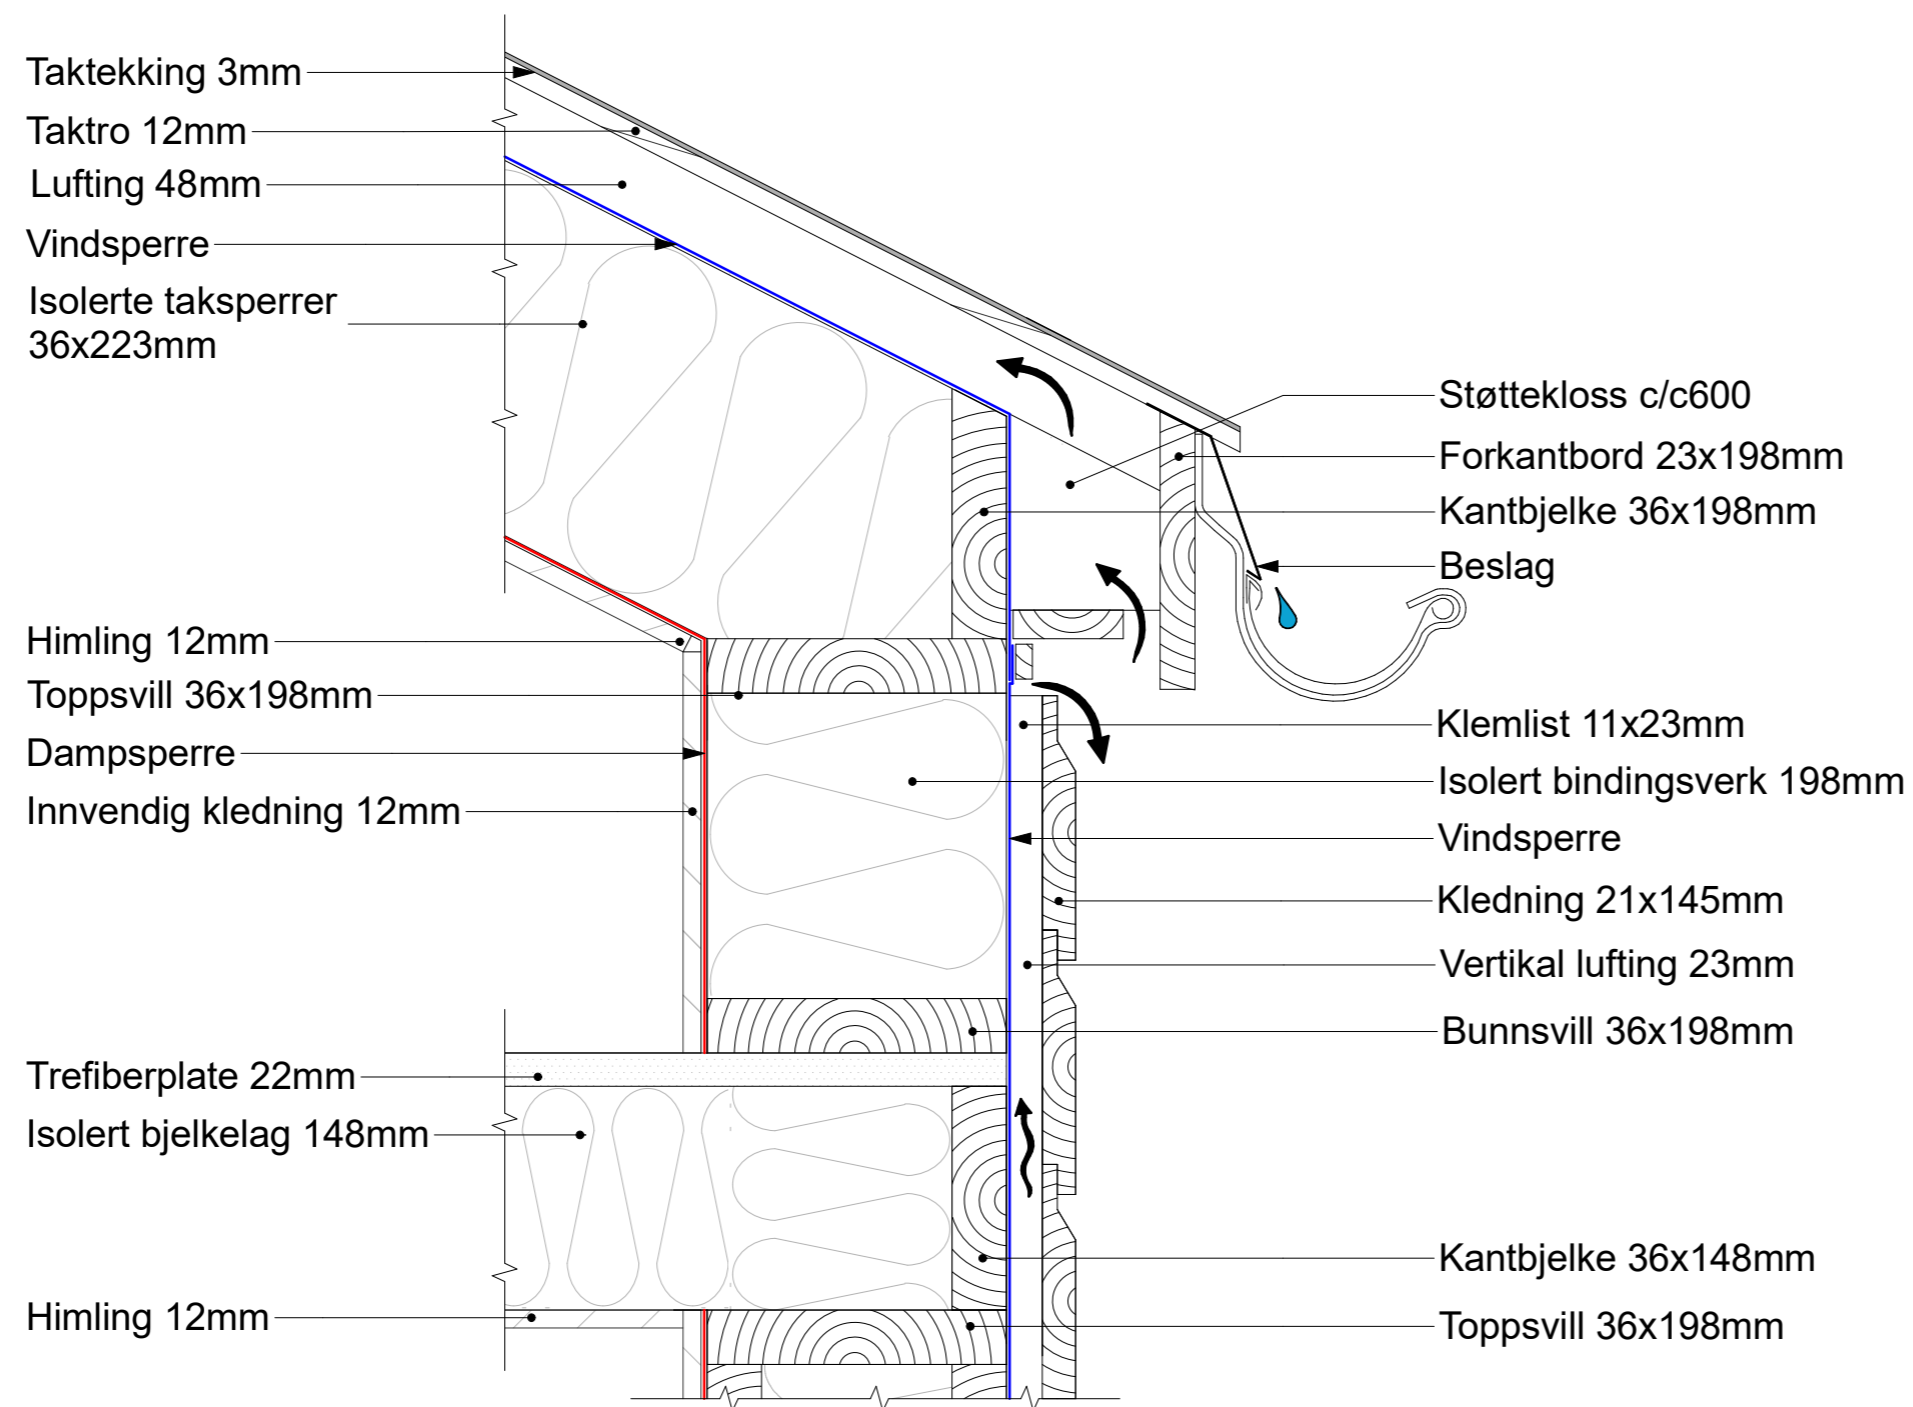 Taktekking 3mm
Taktro 12mm
Lufting 48mm
Vindsperre
Isolerte taksperrer
36x223mm
Himling 12mm
Toppsvill 36x198mm
Dampsperre
Innvendig kledning 12mm
Trefiberplate 22mm
Isolert bjelkelag 148mm
Himling 12mm
Støttekloss c/c600
Forkantbord 23x198mm
Kantbjelke 36x198mm
Beslag
Klemlist 11x23mm
Isolert bindingsverk 198mm
Vindsperre
Kledning 21x145mm
Vertikal lufting 23mm
Bunnsvill 36x198mm
Kantbjelke 36x148mm
Toppsvill 36x198mm